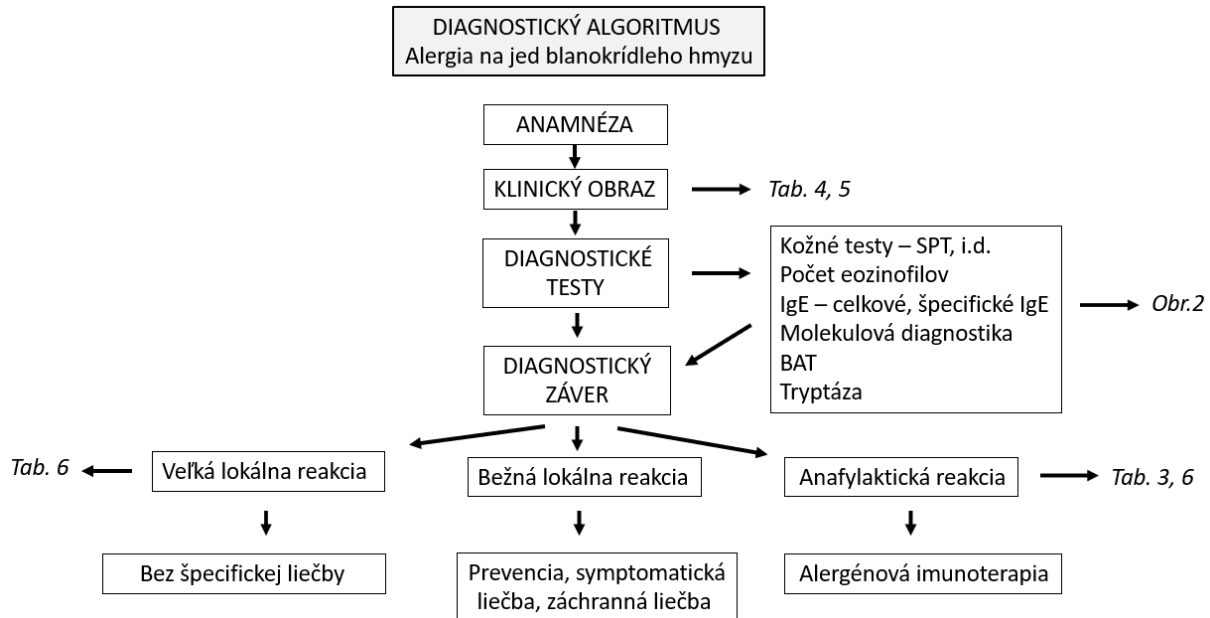 DIAGNOSTICKÝ ALGORITMUS
Alergia na jed blanokrídleho hmyzu
ANAMNÉZA
KLINICKÝ OBRAZ
Tab. 4, 5
DIAGNOSTICKÉ
TESTY
Kožné testy – SPT, i.d.
Počet eozinofilov
IgE – celkové, špecifické IgE
Molekulová diagnostika
BAT
Tryptáza
Obr.2
DIAGNOSTICKÝ
ZÁVER
Tab. 6
Veľká lokálna reakcia
Bežná lokálna reakcia
Anafylaktická reakcia
Tab. 3, 6
Bez špecifickej liečby
Prevencia, symptomatická
liečba, záchranná liečba
Alergénová imunoterapia